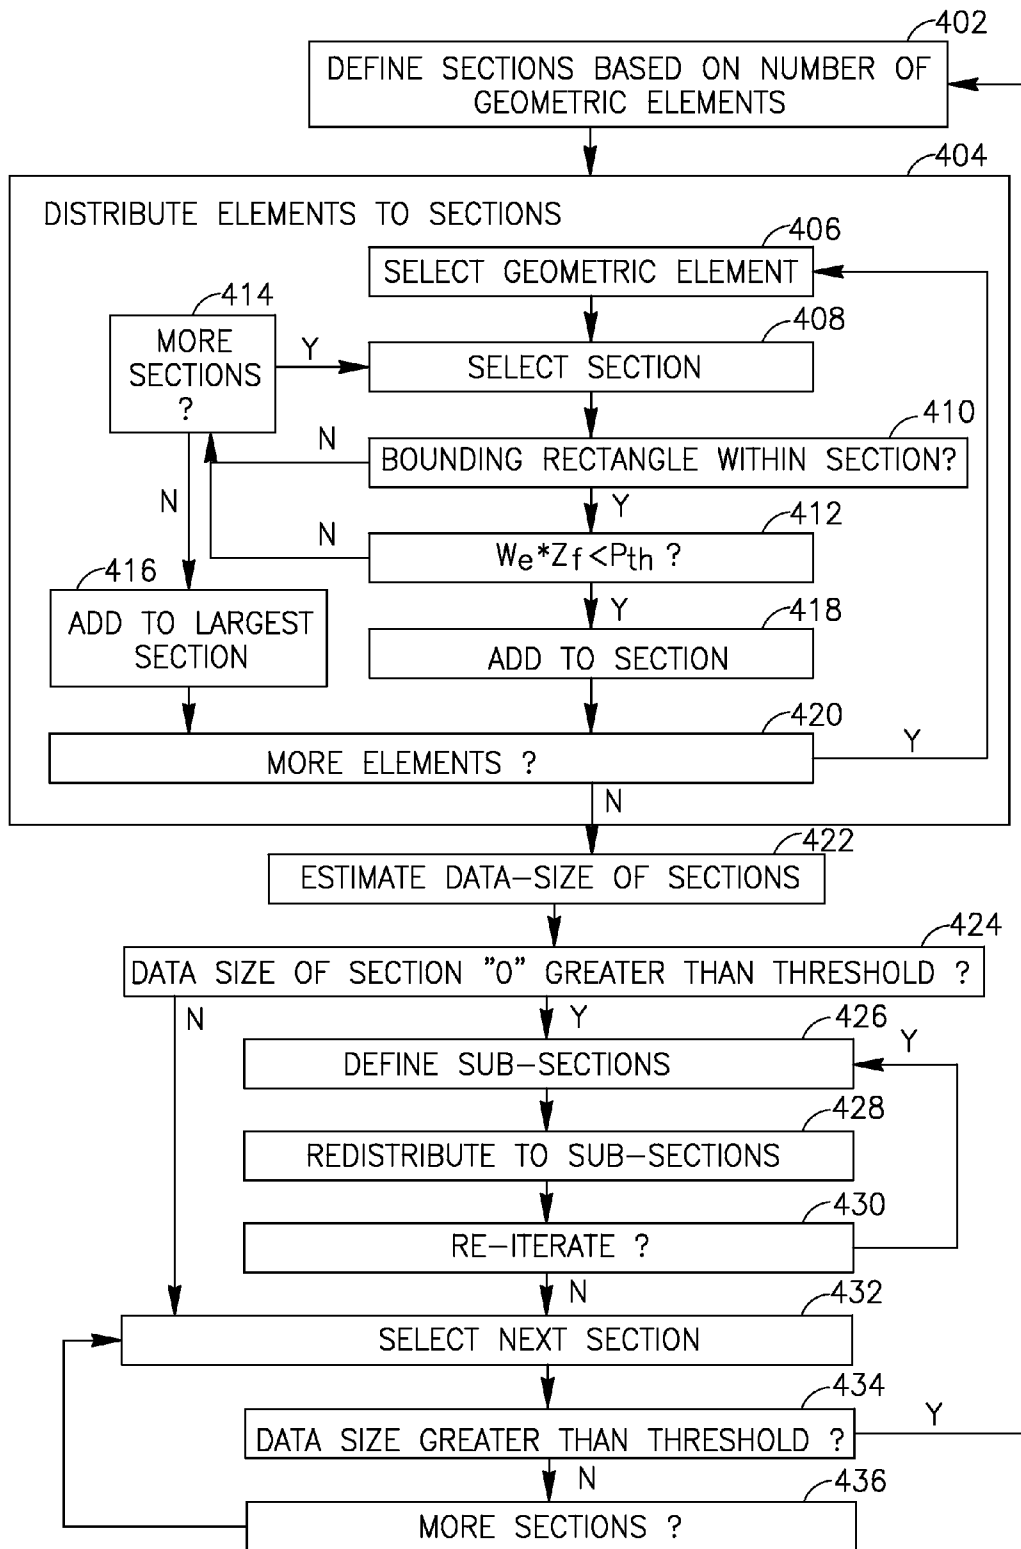 402
DEFINE SECTIONS BASED ON NUMBER OF
GEOMETRIC ELEMENTS
404
DISTRIBUTE ELEMENTS TO SECTIONS
406
SELECT GEOMETRIC ELEMENT
414
MORE
SECTIONS
?
Y
408
SELECT SECTION
410
N
BOUNDING RECTANGLE WITHIN SECTION?
N
Y
412
N
We*Zf<Pth ?
416
ADD TO LARGEST
SECTION
Y
418
ADD TO SECTION
420
MORE ELEMENTS ?
Y
N
422
ESTIMATE DATA-SIZE OF SECTIONS
424
DATA SIZE OF SECTION "0" GREATER THAN THRESHOLD ?
N
Y
426
Y
DEFINE SUB-SECTIONS
428
REDISTRIBUTE TO SUB-SECTIONS
430
RE-ITERATE ?
N
432
SELECT NEXT SECTION
434
DATA SIZE GREATER THAN THRESHOLD ?
Y
N
436
MORE SECTIONS ?